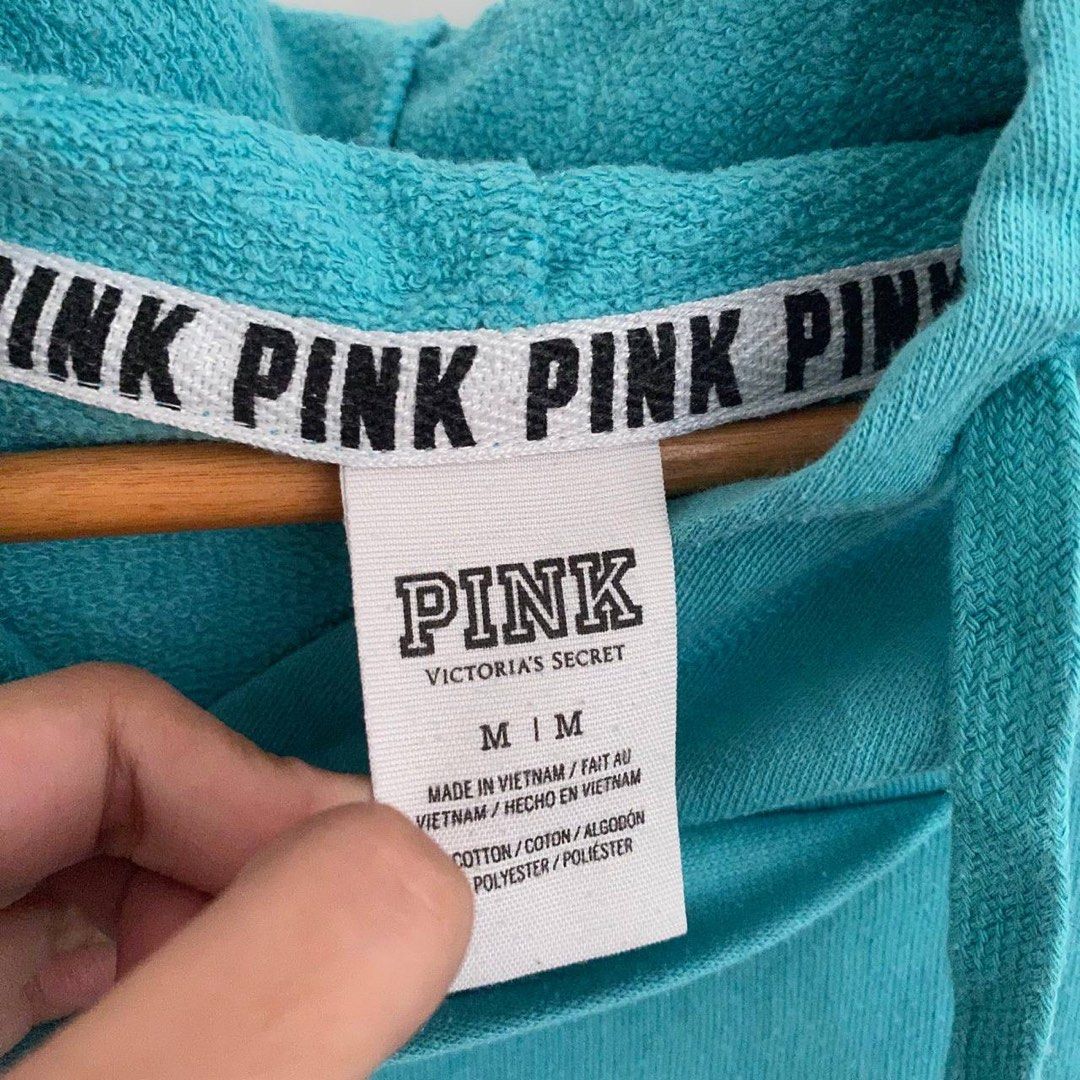 PINK PINK PINK PINK
PINK
VICTORIA'S SECRET
M | M
MADE IN VIETNAM / FAIT AU
VIETNAM / HECHO EN VIETNAM
COTTON / COTON / ALGODÓN
POLYESTER / POLIÉSTER